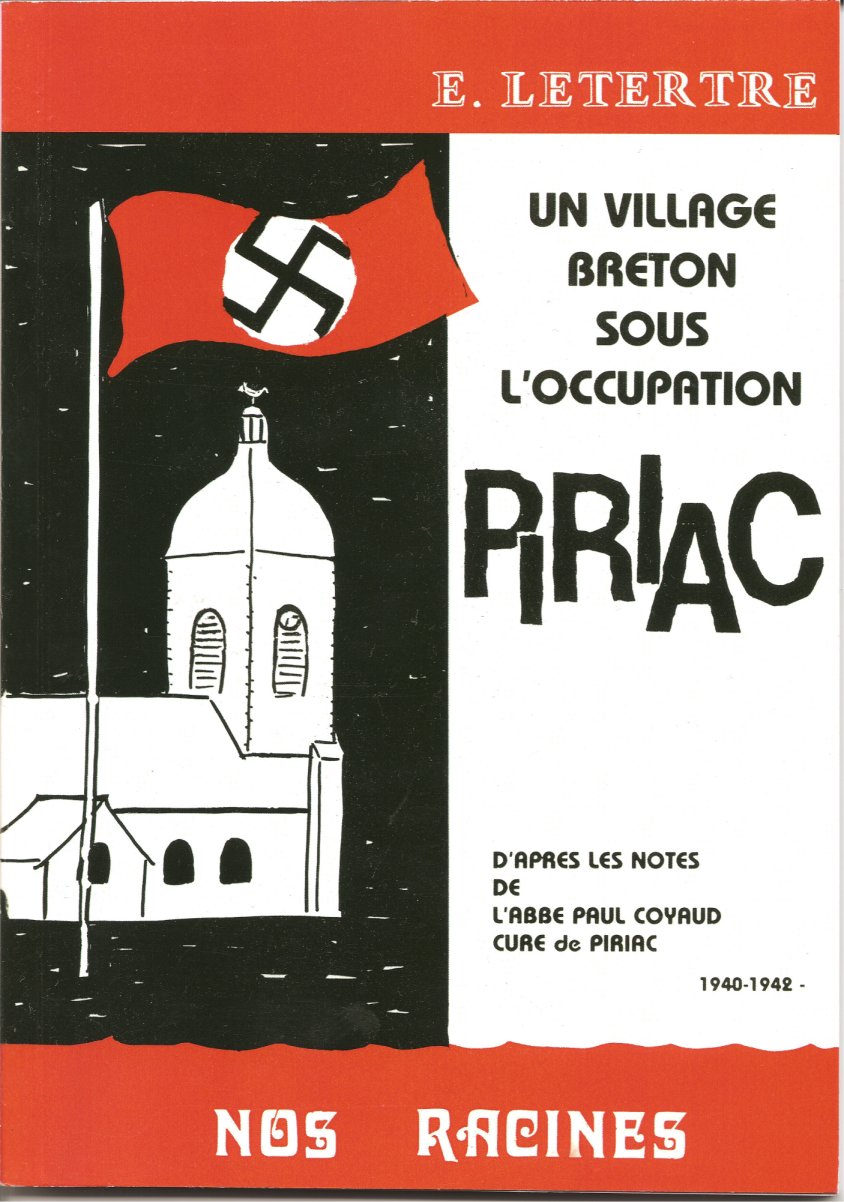 E. LETERTRE
UN VILLAGE
BRETON
SOUS
L'OCCUPATION
PIRIAC
D'APRES LES NOTES
DE
L'ABBE PAUL COYAUD
CURE de PIRIAC
1940-1942 -
NOS RACINES